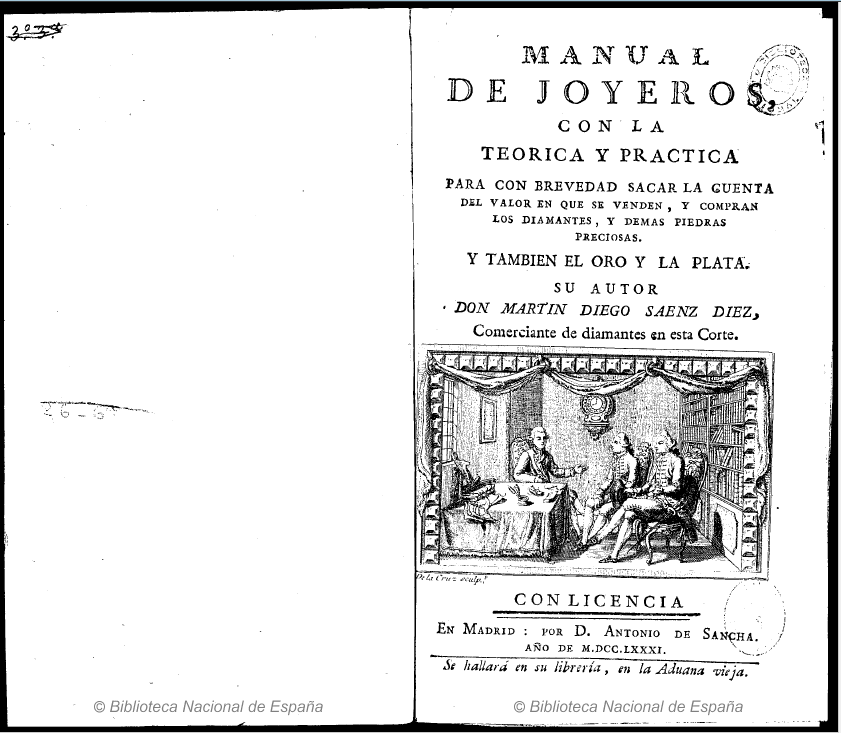 MANUAL
DE JOYEROS,
CON LA
TEORICA Y PRACTICA
PARA CON BREVEDAD SACAR LA CUENTA
DEL VALOR EN QUE SE VENDEN, Y COMPRAN
LOS DIAMANTES, Y DEMAS PIEDRAS
PRECIOSAS.
Y TAMBIEN EL ORO Y LA PLATA.
SU AUTOR
DON MARTIN DIEGO SAENZ DIEZ,
Comerciante de diamantes en esta Corte.
De la Cruz sculp.t
CON LICENCIA
EN MADRID: POR D. ANTONIO DE SANCHA.
AÑO DE M.DCC.LXXXI.
Se hallará en su librería, en la Aduana vieja.
© Biblioteca Nacional de España
© Biblioteca Nacional de España